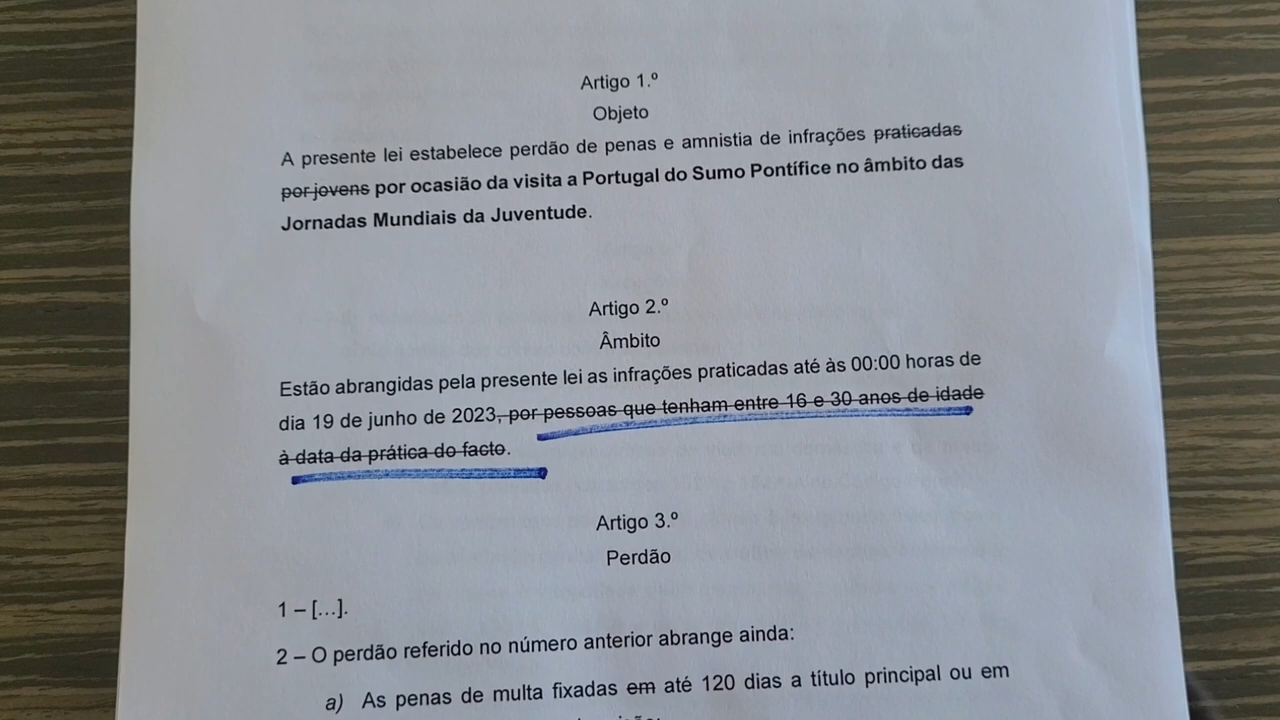 Artigo 1.º
Objeto
A presente lei estabelece perdão de penas e amnistia de infrações praticadas
por jovens por ocasião da visita a Portugal do Sumo Pontífice no âmbito das
Jornadas Mundiais da Juventude.
Artigo 2.º
Âmbito
Estão abrangidas pela presente lei as infrações praticadas até às 00:00 horas de
dia 19 de junho de 2023, por pessoas que tenham entre 16 e 30 anos de idade
à data da prática do facto.
Artigo 3.º
Perdão
1 – [...].
2 – O perdão referido no número anterior abrange ainda:
a) As penas de multa fixadas em até 120 dias a título principal ou em